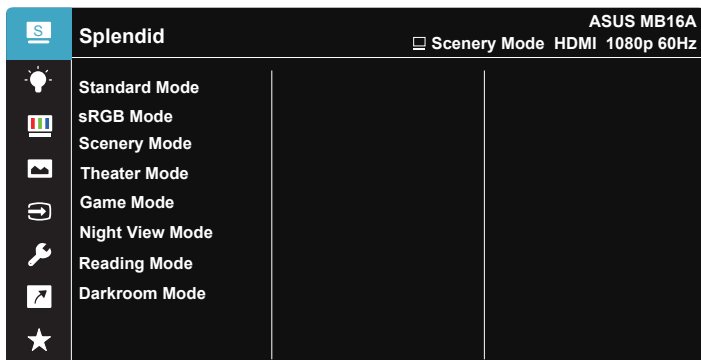 S
Splendid
ASUS MB16A
Scenery Mode HDMI 1080p 60Hz
Standard Mode
sRGB Mode
Scenery Mode
Theater Mode
Game Mode
Night View Mode
Reading Mode
Darkroom Mode